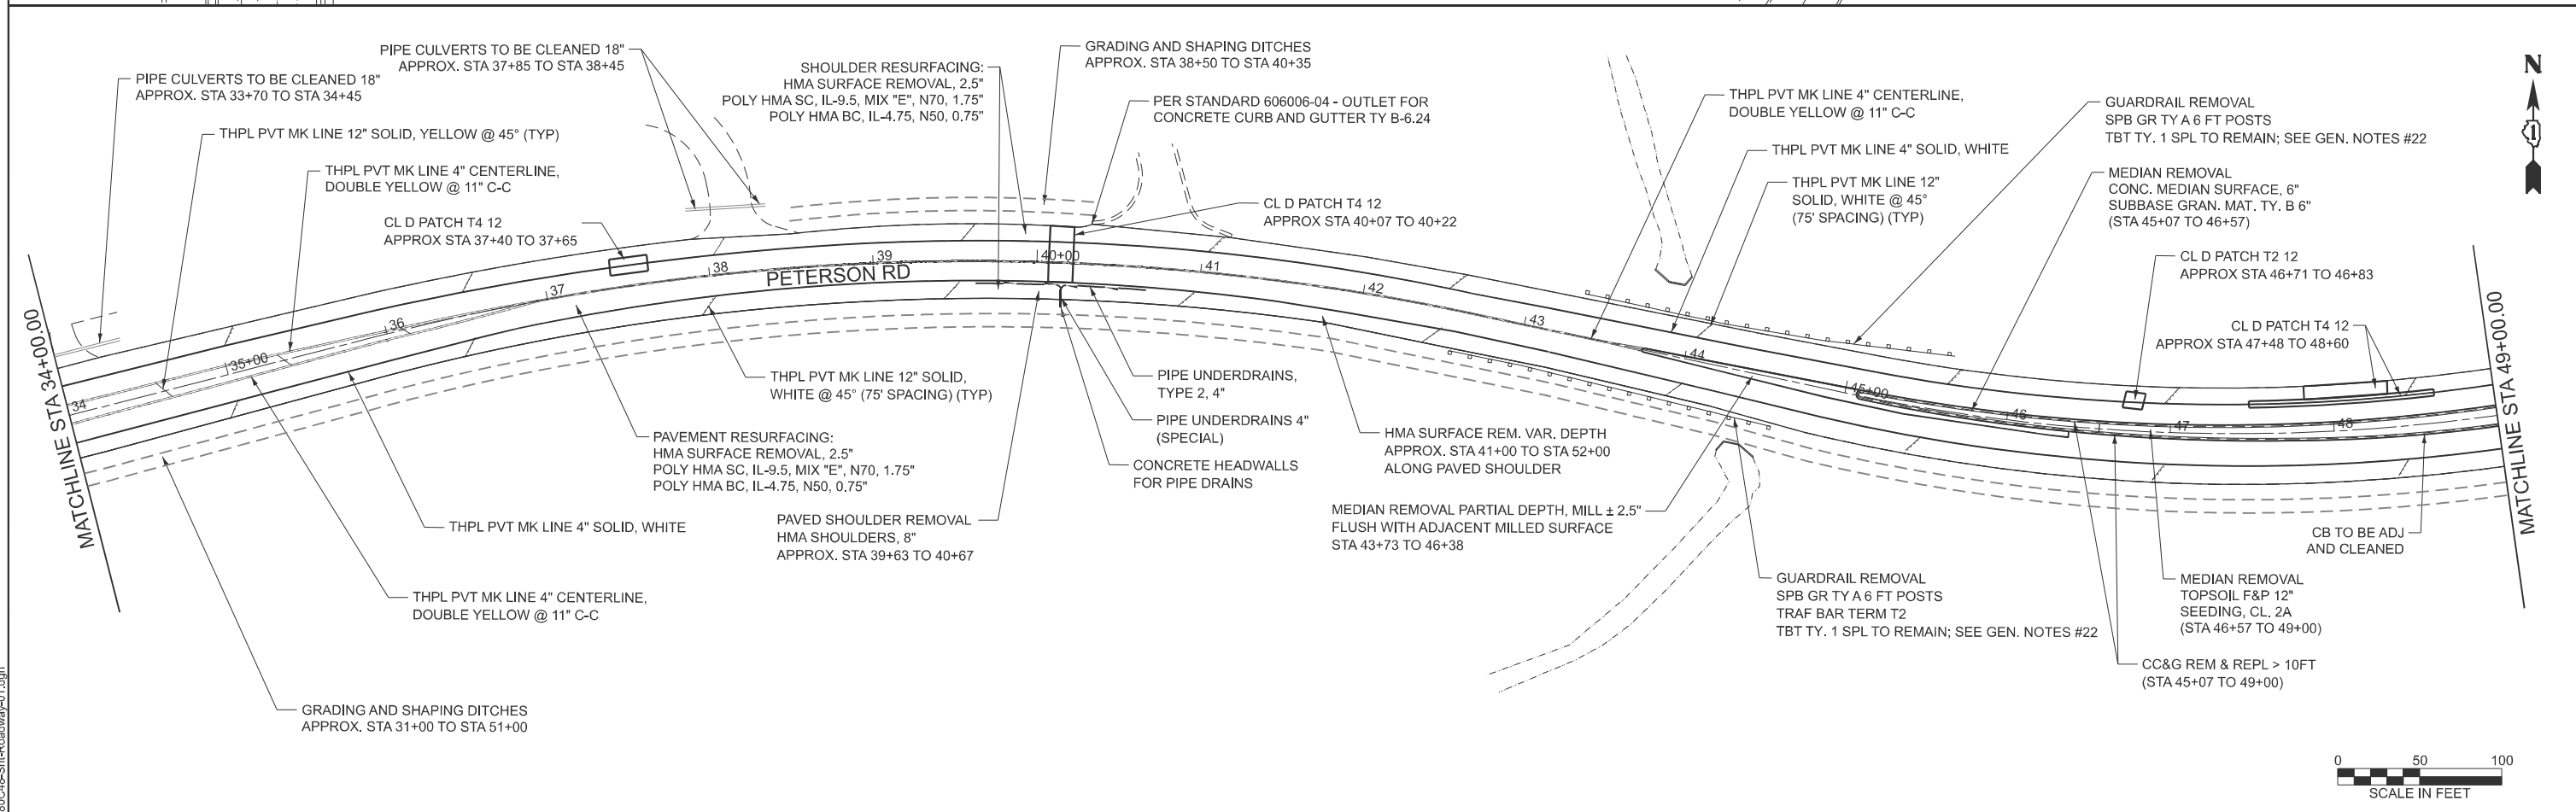 PIPE CULVERTS TO BE CLEANED 18"
APPROX. STA 33+70 TO STA 34+45
THPL PVT MK LINE 12" SOLID, YELLOW @ 45° (TYP)
THPL PVT MK LINE 4" CENTERLINE,
DOUBLE YELLOW @ 11" C-C
PIPE CULVERTS TO BE CLEANED 18"
APPROX. STA 37+85 TO STA 38+45
CL D PATCH T4 12
APPROX STA 37+40 TO 37+65
SHOULDER RESURFACING:
HMA SURFACE REMOVAL, 2.5"
POLY HMA SC, IL-9.5, MIX "E", N70, 1.75"
POLY HMA BC, IL-4.75, N50, 0.75"
GRADING AND SHAPING DITCHES
APPROX. STA 38+50 TO STA 40+35
PER STANDARD 606006-04 - OUTLET FOR
CONCRETE CURB AND GUTTER TY B-6.24
CL D PATCH T4 12
APPROX STA 40+07 TO 40+22
THPL PVT MK LINE 4" CENTERLINE,
DOUBLE YELLOW @ 11" C-C
THPL PVT MK LINE 4" SOLID, WHITE
THPL PVT MK LINE 12"
SOLID, WHITE @ 45°
(75' SPACING) (TYP)
GUARDRAIL REMOVAL
SPB GR TY A 6 FT POSTS
TBT TY. 1 SPL TO REMAIN; SEE GEN. NOTES #22
MEDIAN REMOVAL
CONC. MEDIAN SURFACE, 6"
SUBBASE GRAN. MAT. TY. B 6"
(STA 45+07 TO 46+57)
CL D PATCH T2 12
APPROX STA 46+71 TO 46+83
CL D PATCH T4 12
APPROX STA 47+48 TO 48+60
N
1
MATCHLINE STA 34+00.00
34
35+00
36
37
38
39
40+00
41
42
43
44
45+00
46
47
48
PETERSON RD
MATCHLINE STA 49+00.00
THPL PVT MK LINE 12" SOLID,
WHITE @ 45° (75' SPACING) (TYP)
PAVEMENT RESURFACING:
HMA SURFACE REMOVAL, 2.5"
POLY HMA SC, IL-9.5, MIX "E", N70, 1.75"
POLY HMA BC, IL-4.75, N50, 0.75"
THPL PVT MK LINE 4" SOLID, WHITE
THPL PVT MK LINE 4" CENTERLINE,
DOUBLE YELLOW @ 11" C-C
GRADING AND SHAPING DITCHES
APPROX. STA 31+00 TO STA 51+00
PAVED SHOULDER REMOVAL
HMA SHOULDERS, 8"
APPROX. STA 39+63 TO 40+67
PIPE UNDERDRAINS,
TYPE 2, 4"
PIPE UNDERDRAINS 4"
(SPECIAL)
CONCRETE HEADWALLS
FOR PIPE DRAINS
HMA SURFACE REM. VAR. DEPTH
APPROX. STA 41+00 TO STA 52+00
ALONG PAVED SHOULDER
MEDIAN REMOVAL PARTIAL DEPTH, MILL ± 2.5"
FLUSH WITH ADJACENT MILLED SURFACE
STA 43+73 TO 46+38
GUARDRAIL REMOVAL
SPB GR TY A 6 FT POSTS
TRAF BAR TERM T2
TBT TY. 1 SPL TO REMAIN; SEE GEN. NOTES #22
CB TO BE ADJ
AND CLEANED
MEDIAN REMOVAL
TOPSOIL F&P 12"
SEEDING, CL. 2A
(STA 46+57 TO 49+00)
CC&G REM & REPL > 10FT
(STA 45+07 TO 49+00)
0 50 100
SCALE IN FEET